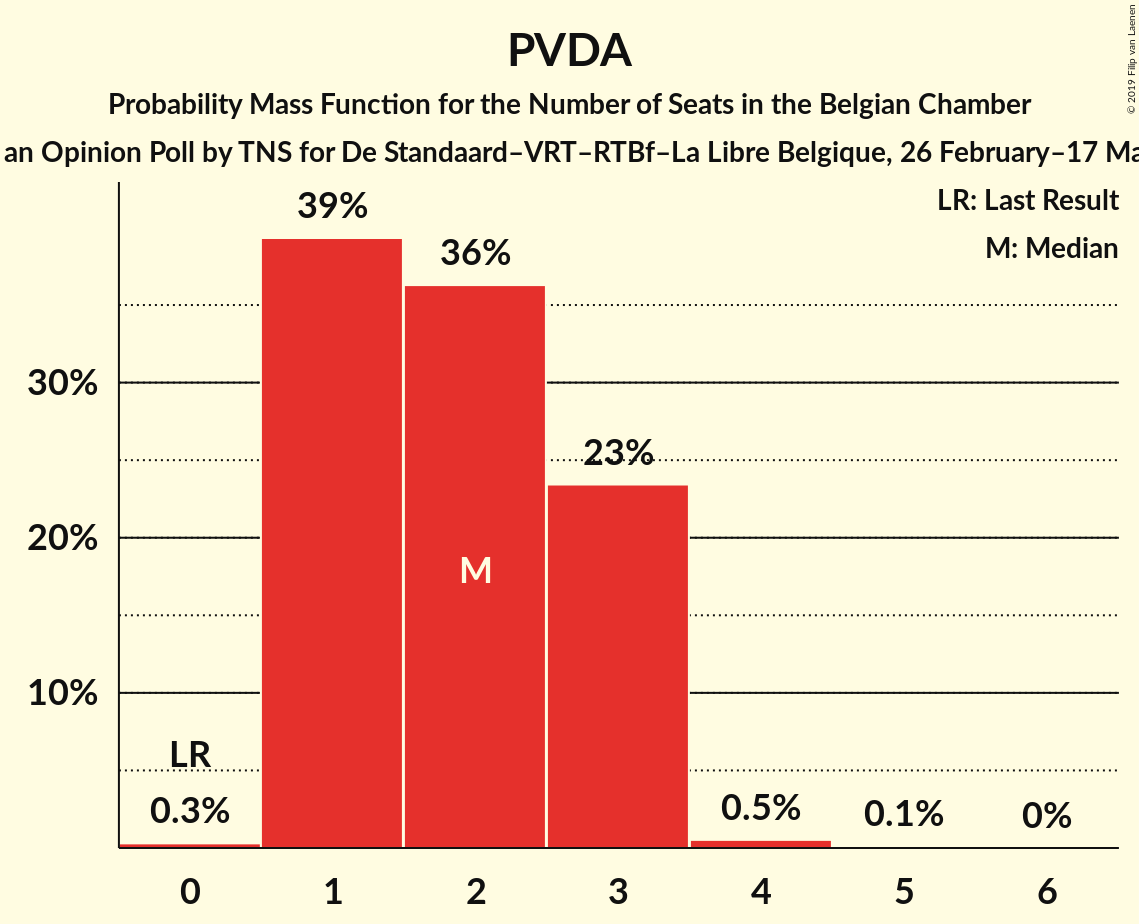 PVDA
Probability Mass Function for the Number of Seats in the Belgian Chamber
an Opinion Poll by TNS for De Standaard–VRT–RTBf–La Libre Belgique, 26 February–17
© 2019 Filip van Laenen
LR: Last Result
M: Median
39%
36%
30%
23%
20%
M
10%
LR
0.3%
0.5%
0.1%
0%
0
1
2
3
4
5
6